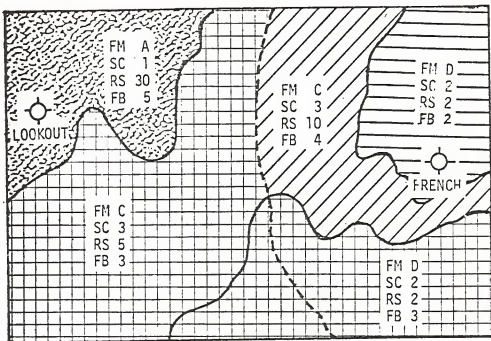 FM A
SC 1
RS 30
FB 5
LOOKOUT
FM C
SC 3
RS 10
FB 4
FM D
SC 2
RS 2
FB 2
FRENCH
FM C
SC 3
RS 5
FB 3
FM D
SC 2
RS 2
FB 3